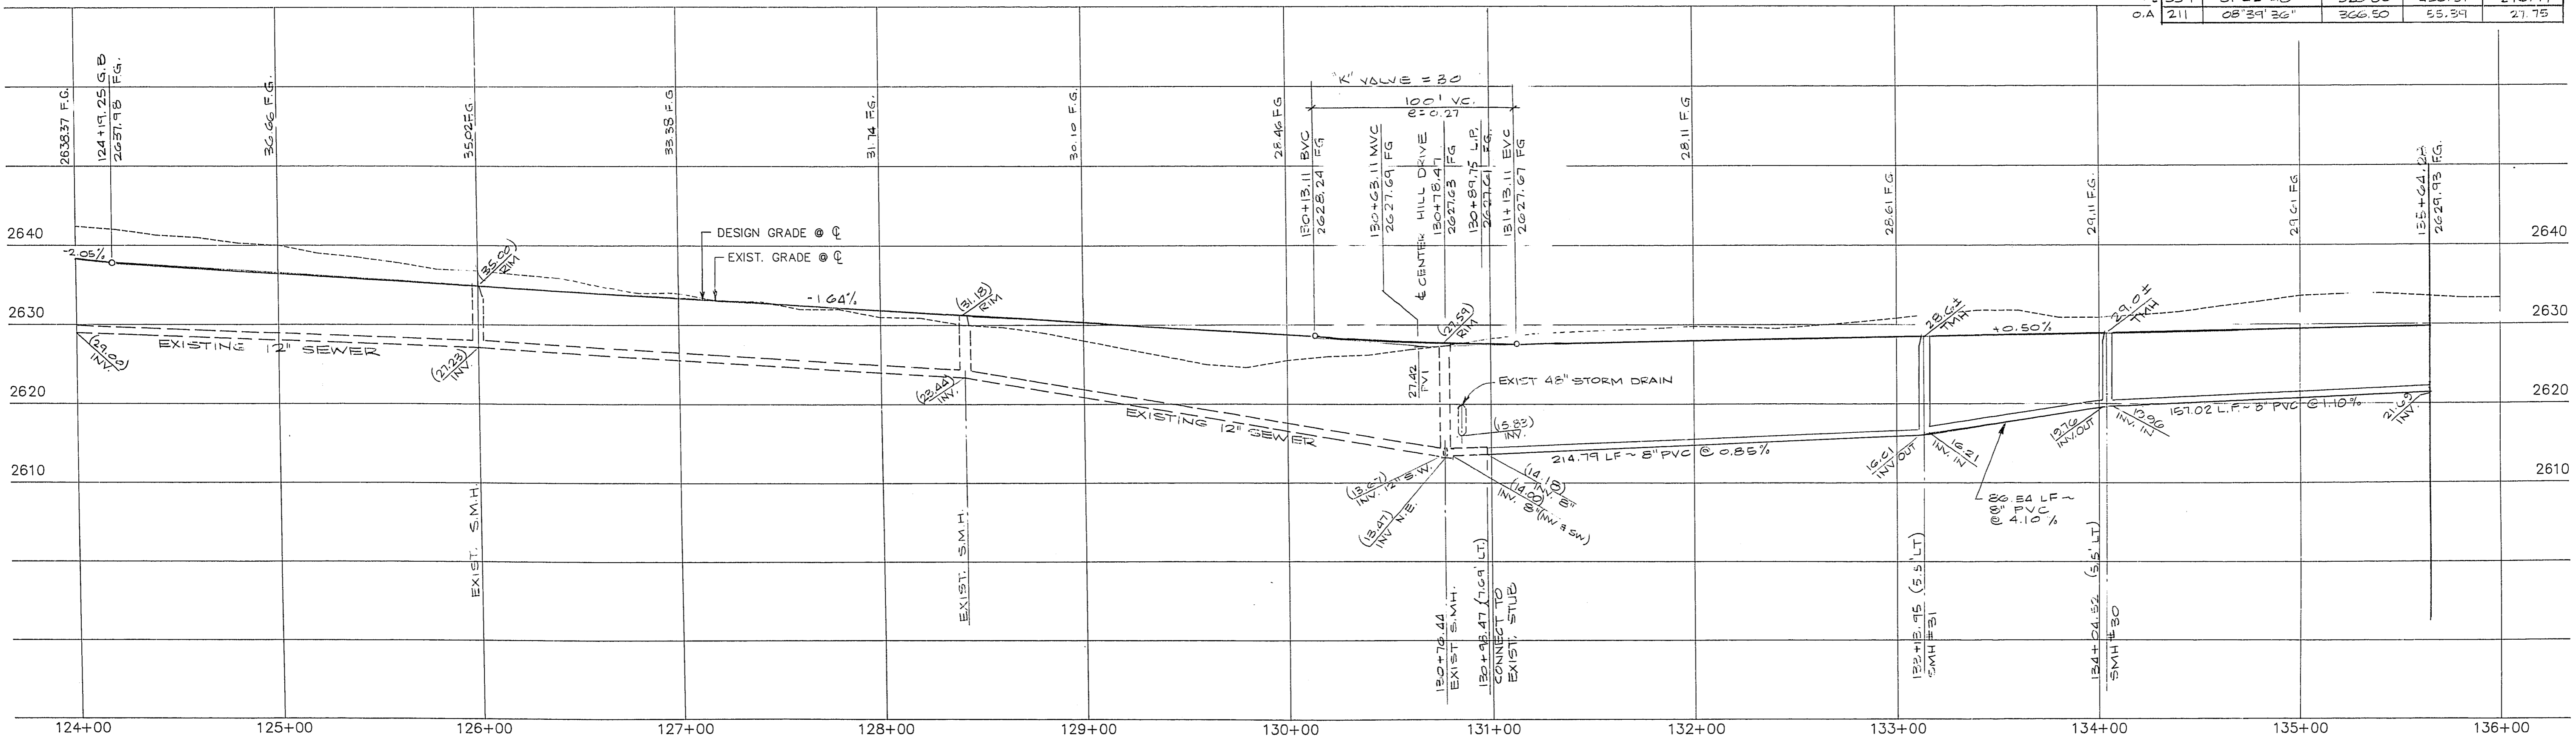 O.A 211 08°39'36" 366.50 55.39 27.75
2638.37 F.G.
124+19.25 G.B
2637.98 F.G.
36.66 F.G.
35.02 F.G.
33.38 F.G.
31.74 F.G.
30.10 F.G.
28.46 FG
"K" VALVE = 30
100' VC.
e=0.27
130+13.11 BVC
2628.24 FG
130+63.11 MVC
2627.69 FG
℄ CENTER HILL DRIVE
130+78.47
2627.63 FG
130+89.75 L.P.
2627.61 FG.
131+13.11 EVC
2627.67 FG
28.11 F.G
28.61 F.G.
29.11 F.G.
29.61 FG.
2629.93 FG.
2640
2640
-2.05%
DESIGN GRADE @ ℄
EXIST. GRADE @ ℄
(35.00)
RIM
-1.64%
(31.18)
RIM
(27.59)
RIM
28.6±
TMH
+0.50%
29.0±
TMH
2630
2630
EXISTING 12" SEWER
(29.09)
INV.
(27.23)
INV.
(23.44)
INV.
27.42
PVI
EXIST 48" STORM DRAIN
2620
2620
EXISTING 12" SEWER
(15.83)
INV.
157.02 L.F.~ 8" PVC @ 1.10%
21.69
INV.
19.76
INV. OUT
19.96
INV. IN
214.79 LF ~ 8" PVC @ 0.85%
16.01
INV. OUT
16.21
INV. IN
2610
2610
(13.67)
INV. 12" S.W.
(14.18)
INV. 8"
(14.00)
INV. 8" (NW & SW)
(13.47)
INV N.E.
86.54 LF ~
8" PVC
@ 4.10 %
EXIST. S.M.H.
EXIST. S.M.H.
130+76.44
EXIST S.MH.
130+98.47 (7.69' LT.)
CONNECT TO
EXIST. STUB
133+13.95 (5.5' LT)
SMH #31
134+04.52 (5.5' LT)
SMH #30
124+00 125+00 126+00 127+00 128+00 129+00 130+00 131+00 132+00 133+00 134+00 135+00 136+00